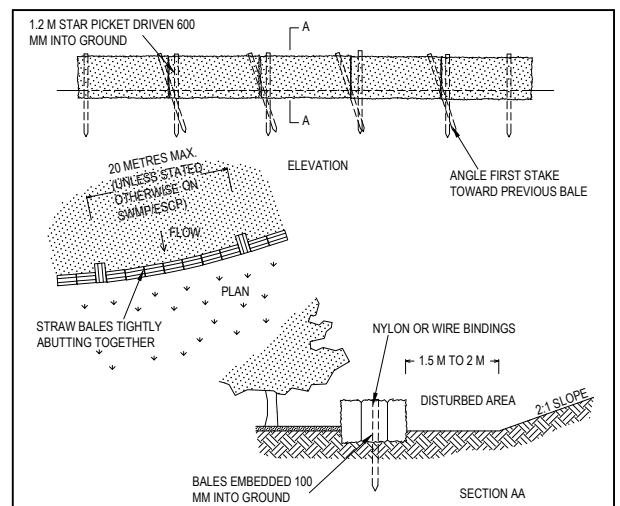 1.2 M STAR PICKET DRIVEN 600
MM INTO GROUND
A
A
ELEVATION
ANGLE FIRST STAKE
TOWARD PREVIOUS BALE
20 METRES MAX.
(UNLESS STATED
OTHERWISE ON
SWMP/ESCP)
FLOW
PLAN
STRAW BALES TIGHTLY
ABUTTING TOGETHER
NYLON OR WIRE BINDINGS
1.5 M TO 2 M
DISTURBED AREA
2:1 SLOPE
BALES EMBEDDED 100
MM INTO GROUND
SECTION AA